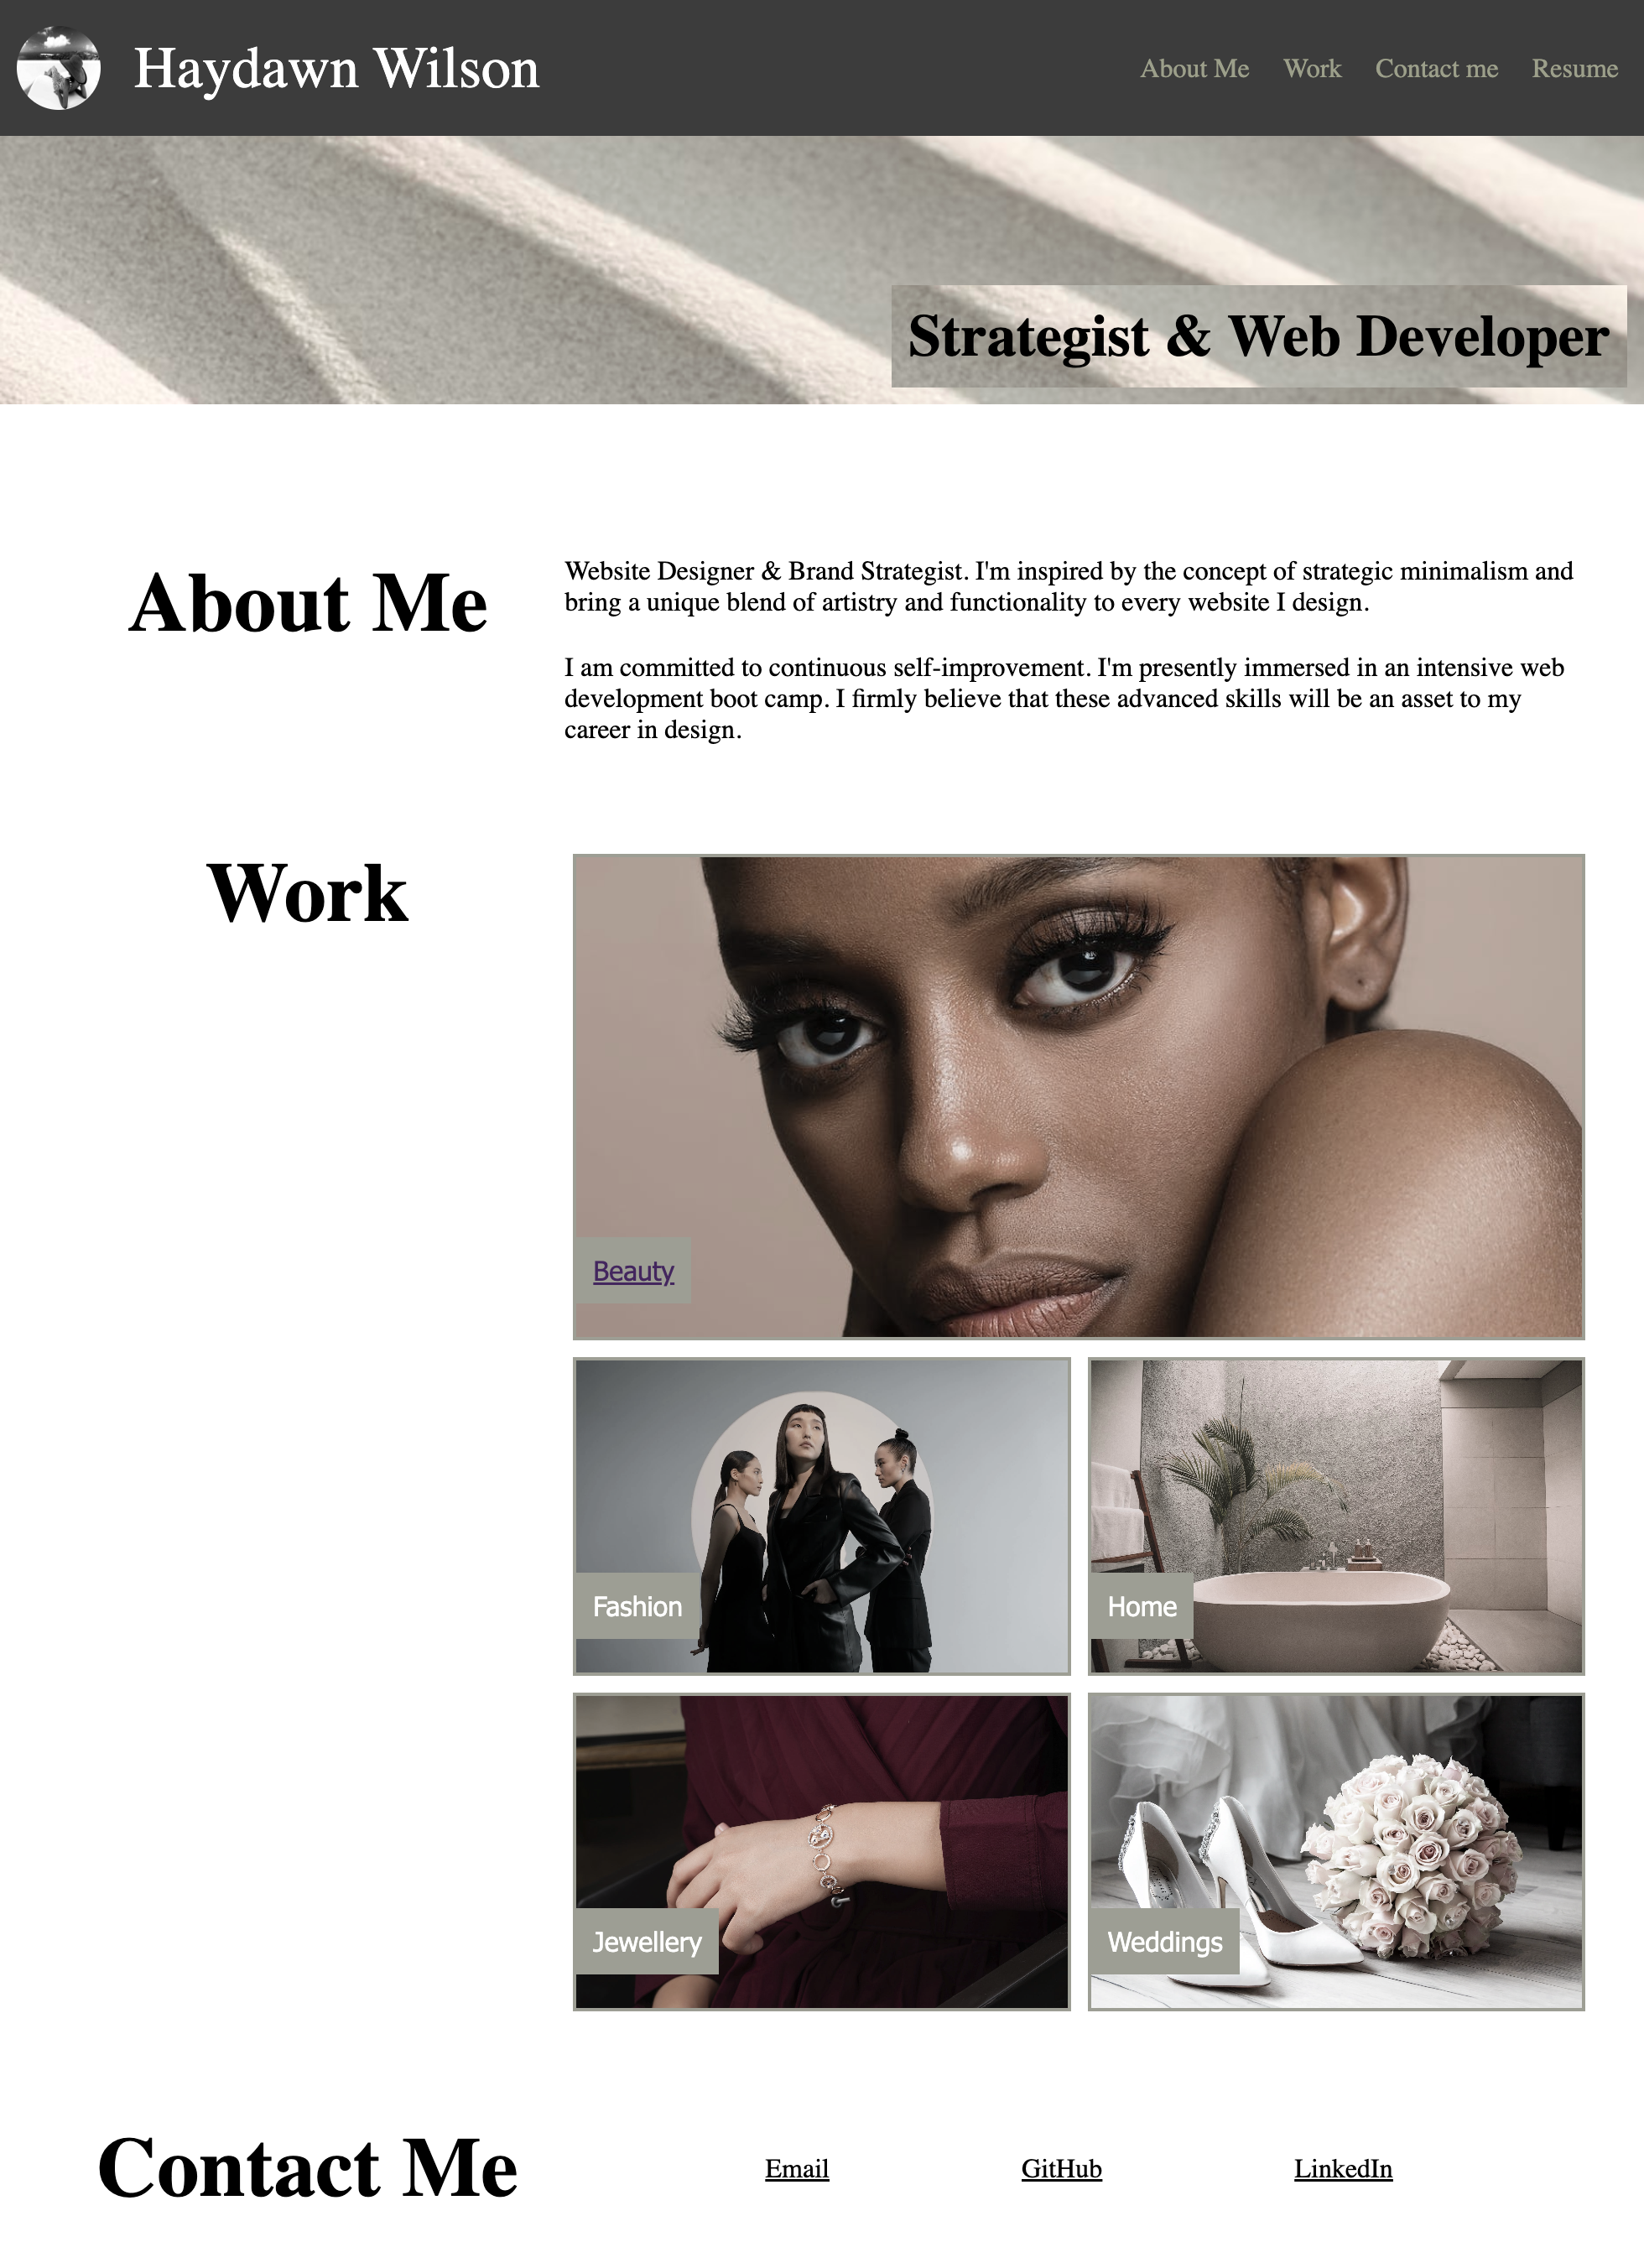 Haydawn Wilson
About Me Work Contact me Resume
Strategist & Web Developer
About Me
Website Designer & Brand Strategist. I'm inspired by the concept of strategic minimalism and
bring a unique blend of artistry and functionality to every website I design.
I am committed to continuous self-improvement. I'm presently immersed in an intensive web
development boot camp. I firmly believe that these advanced skills will be an asset to my
career in design.
Work
Beauty
Fashion
Home
Jewellery
Weddings
Contact Me
Email GitHub LinkedIn